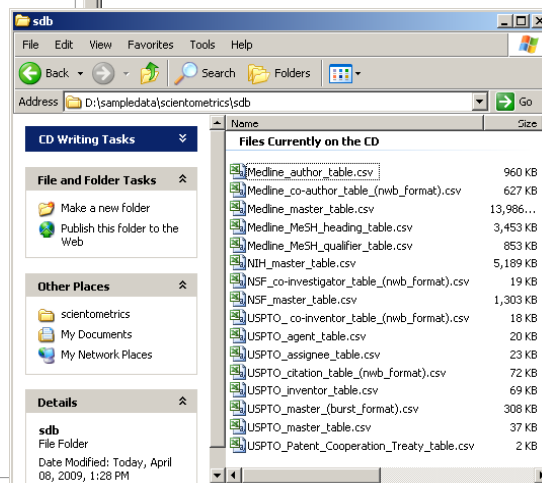 sdb
File Edit View Favorites Tools Help
Back Search Folders
Address D:\sampledata\scientometrics\sdb Go
CD Writing Tasks
File and Folder Tasks
Make a new folder
Publish this folder to the
Web
Other Places
scientometrics
My Documents
My Network Places
Details
sdb
File Folder
Date Modified: Today, April
08, 2009, 1:28 PM
Name Size
Files Currently on the CD
Medline_author_table.csv 960 KB
Medline_co-author_table_(nwb_format).csv 627 KB
Medline_master_table.csv 13,986...
Medline_MeSH_heading_table.csv 3,453 KB
Medline_MeSH_qualifier_table.csv 853 KB
NIH_master_table.csv 5,189 KB
NSF_co-investigator_table_(nwb_format).csv 19 KB
NSF_master_table.csv 1,303 KB
USPTO_ co-inventor_table_(nwb_format).csv 18 KB
USPTO_agent_table.csv 20 KB
USPTO_assignee_table.csv 23 KB
USPTO_citation_table_(nwb_format).csv 72 KB
USPTO_inventor_table.csv 69 KB
USPTO_master_(burst_format).csv 308 KB
USPTO_master_table.csv 37 KB
USPTO_Patent_Cooperation_Treaty_table.csv 2 KB